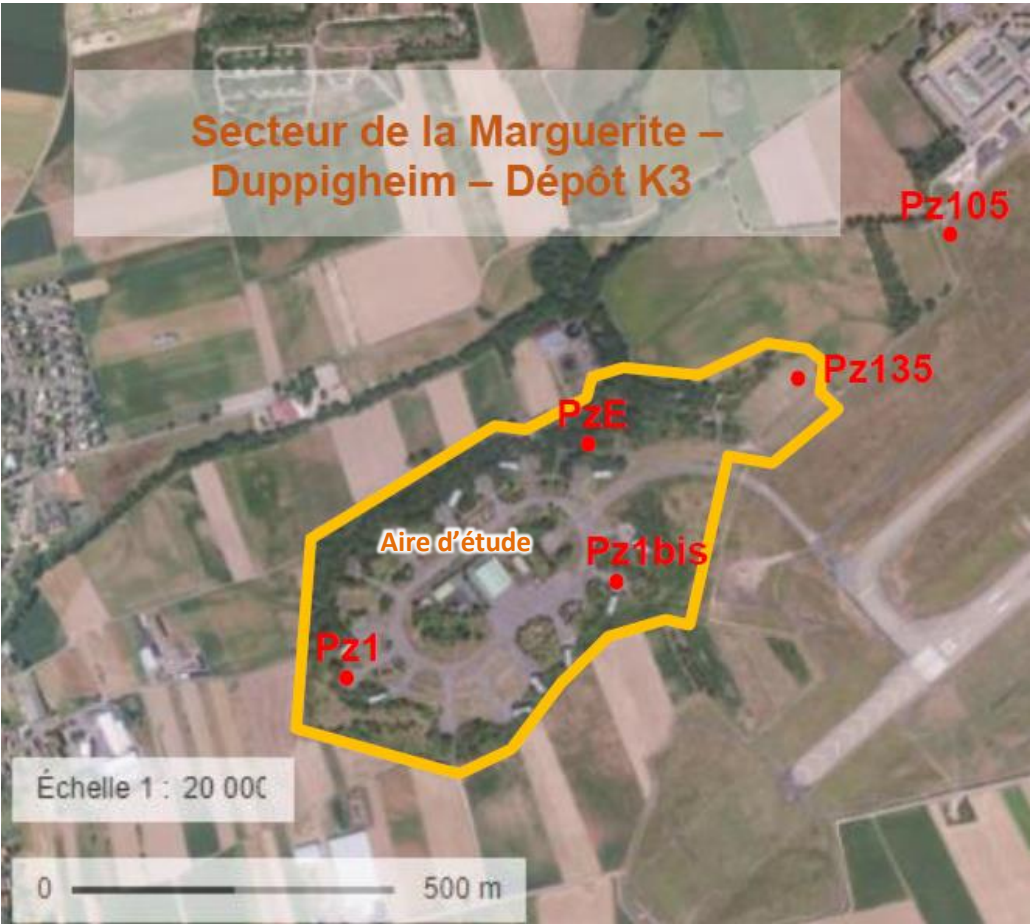 Secteur de la Marguerite –
Duppigheim – Dépôt K3
Pz105
Pz135
PzE
Aire d’étude
Pz1bis
Pz1
Échelle 1 : 20 000
0 500 m